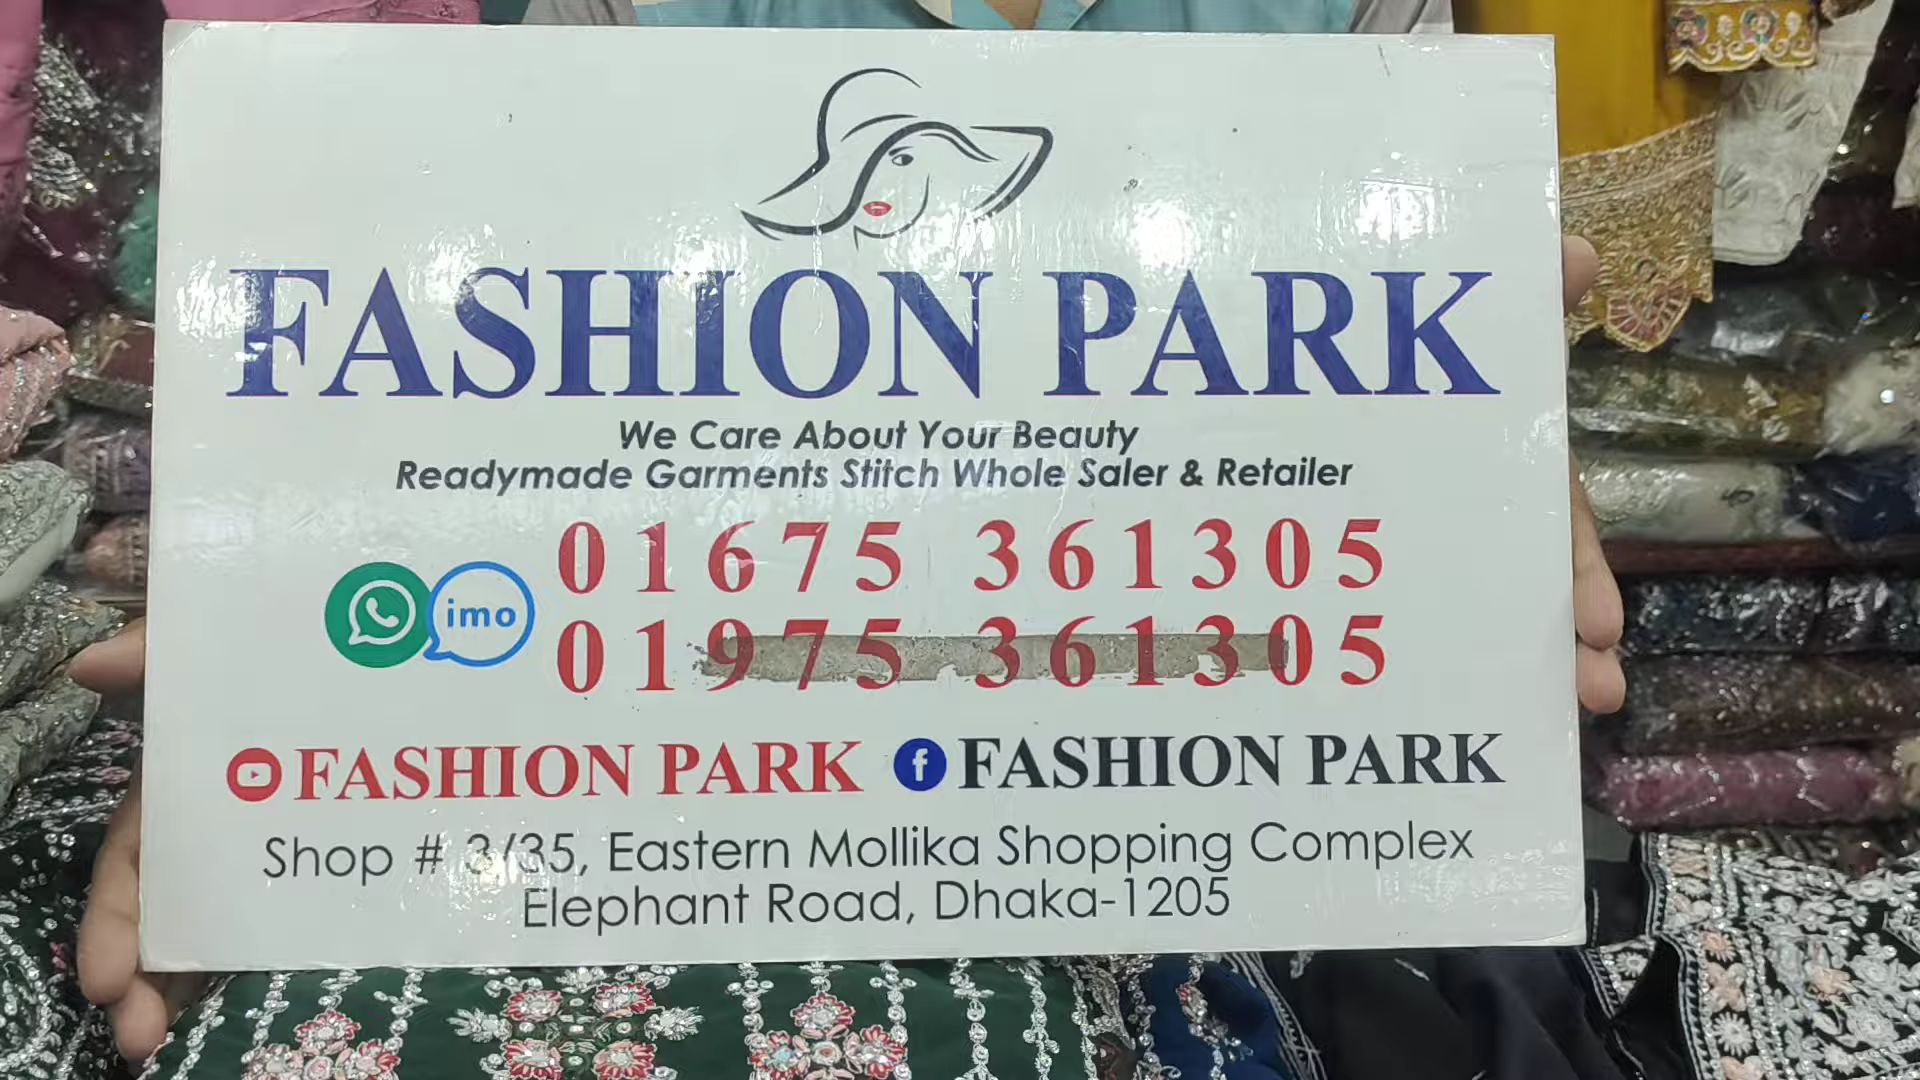 FASHION PARK
We Care About Your Beauty
Readymade Garments Stitch Whole Saler & Retailer
01675 361305
imo
01975 361305
FASHION PARK FASHION PARK
Shop # 3/35, Eastern Mollika Shopping Complex
Elephant Road, Dhaka-1205